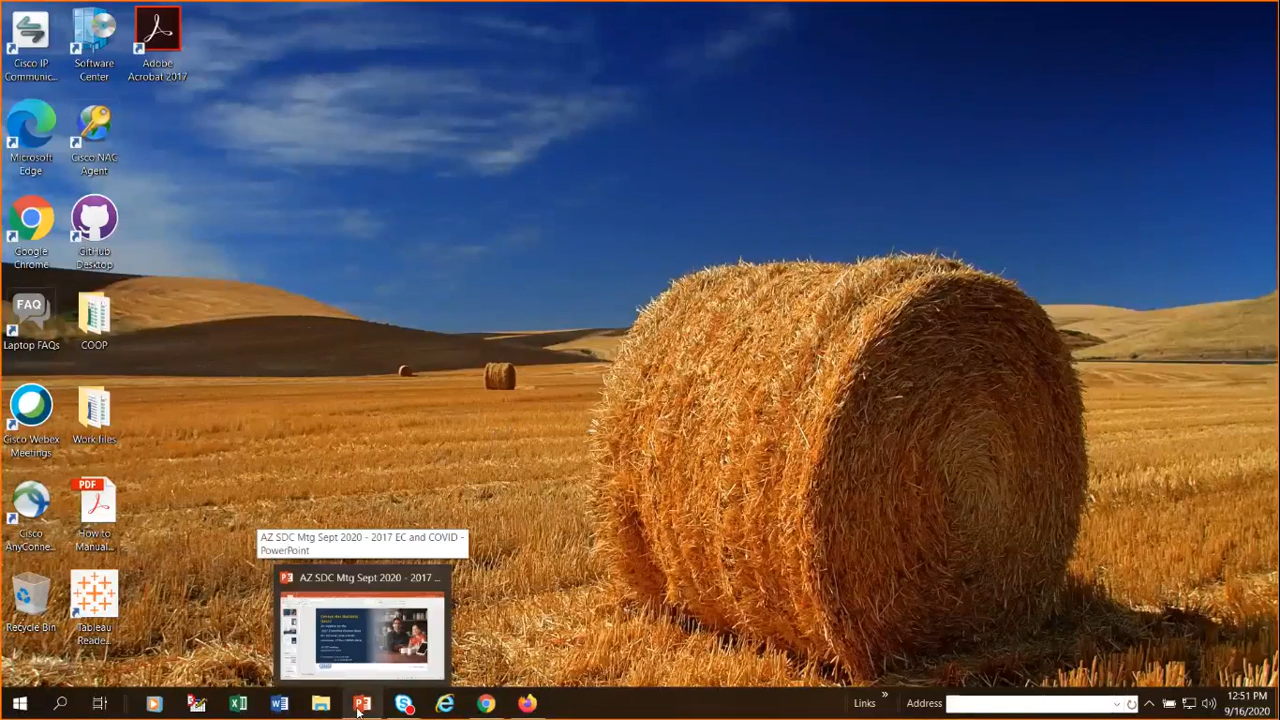 Cisco IP
Communic...
Software
Center
Adobe
Acrobat 2017
Microsoft
Edge
Cisco NAC
Agent
Google
Chrome
GitHub
Desktop
FAQ
Laptop FAQs
COOP
Cisco Webex
Meetings
Work files
PDF
Cisco
AnyConne...
How to
Manual...
Recycle Bin
Tableau
Reade...
AZ SDC Mtg Sept 2020 - 2017 EC and COVID -
PowerPoint
AZ SDC Mtg Sept 2020 - 2017 ...
Links
»
Address
12:51 PM
9/16/2020